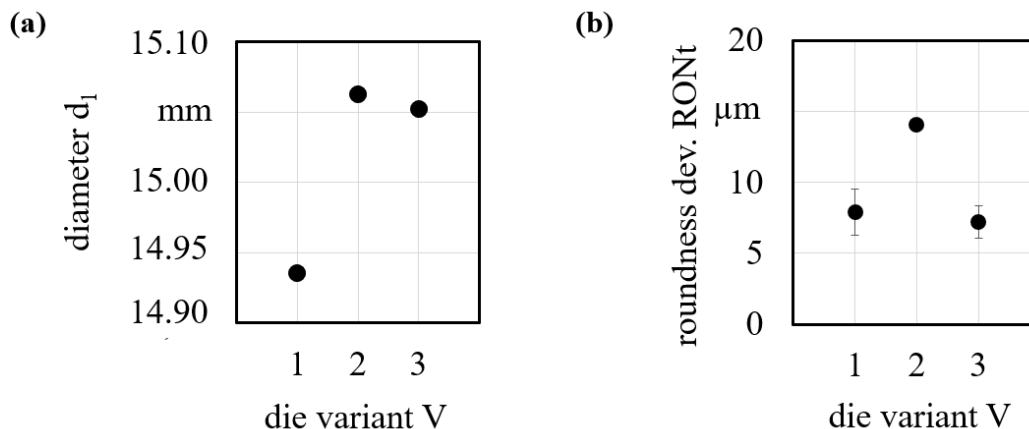 (a)
diameter d₁
15.10
mm
15.00
14.95
14.90
1 2 3
die variant V
(b)
roundness dev. RONt
20
µm
10
5
0
1 2 3
die variant V